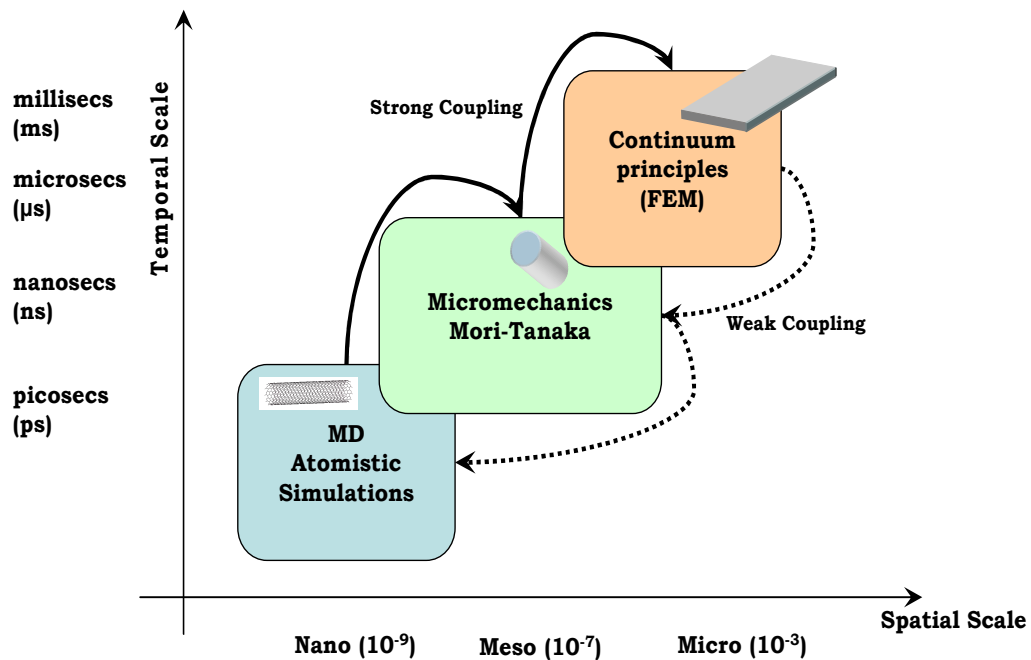 Temporal Scale
millisecs
(ms)
microsecs
(µs)
nanosecs
(ns)
picosecs
(ps)
Strong Coupling
Continuum
principles
(FEM)
Micromechanics
Mori-Tanaka
Weak Coupling
MD
Atomistic
Simulations
Spatial Scale
Nano (10⁻⁹)
Meso (10⁻⁷)
Micro (10⁻³)